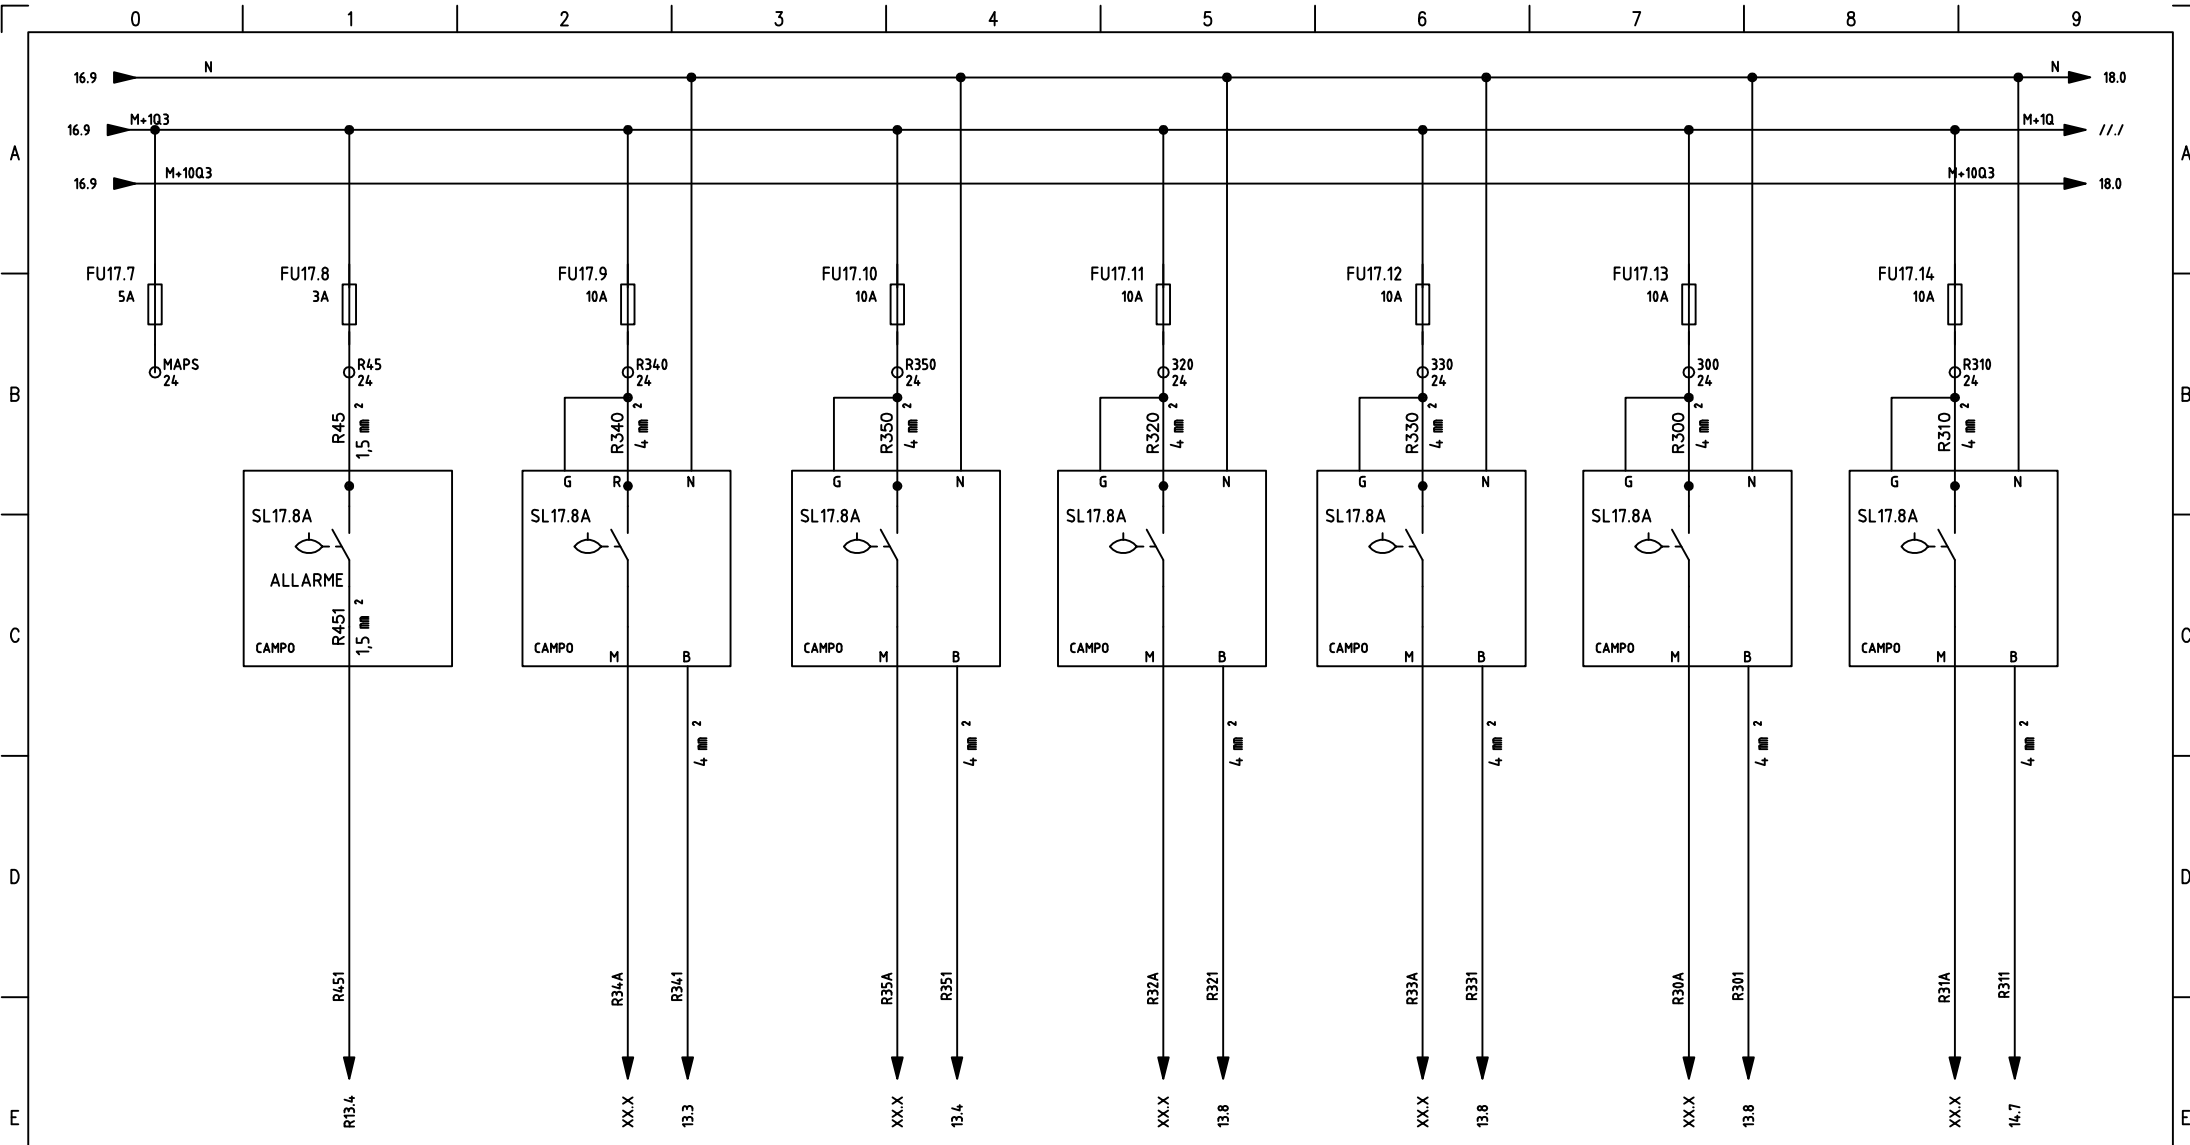 0 1 2 3 4 5 6 7 8 9
16.9 N N 18.0
16.9 M+1Q3 M+1Q //./
A A
16.9 M+10Q3 M+10Q3 18.0
FU17.7 FU17.8 FU17.9 FU17.10 FU17.11 FU17.12 FU17.13 FU17.14
5A 3A 10A 10A 10A 10A 10A 10A
MAPS R45 R340 R350 320 330 300 R310
24 24 24 24 24 24 24 24
B B
R45 R340 R350 R320 R330 R300 R310
1,5 mm 2 4 mm 2 4 mm 2 4 mm 2 4 mm 2 4 mm 2 4 mm 2
G R N G N G N G N G N G N
SL17.8A SL17.8A SL17.8A SL17.8A SL17.8A SL17.8A SL17.8A
ALLARME
R451
1,5 mm 2
C C
CAMPO CAMPO CAMPO CAMPO CAMPO CAMPO CAMPO
M B M B M B M B M B M B
4 mm 2 4 mm 2 4 mm 2 4 mm 2 4 mm 2 4 mm 2
D D
R451 R34A R341 R35A R351 R32A R321 R33A R331 R30A R301 R31A R311
R13.4 XX.X 13.3 XX.X 13.4 XX.X 13.8 XX.X 13.8 XX.X 13.8 XX.X 14.7
E E